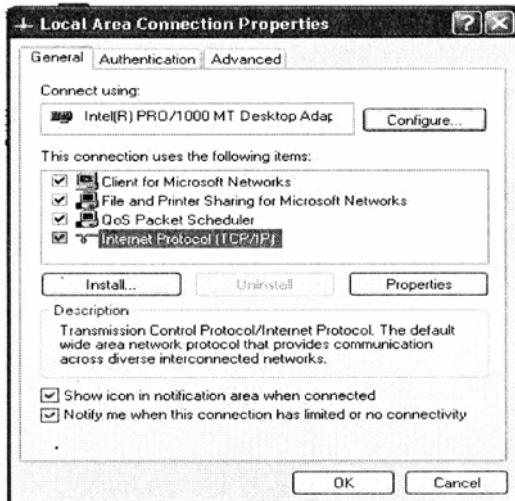 Local Area Connection Properties
General Authentication Advanced
Connect using:
Intel(R) PRO/1000 MT Desktop Adap Configure...
This connection uses the following items:
Client for Microsoft Networks
File and Printer Sharing for Microsoft Networks
QoS Packet Scheduler
Internet Protocol (TCP/IP)
Install... Uninstall Properties
Description
Transmission Control Protocol/Internet Protocol. The default
wide area network protocol that provides communication
across diverse interconnected networks.
Show icon in notification area when connected
Notify me when this connection has limited or no connectivity
OK Cancel